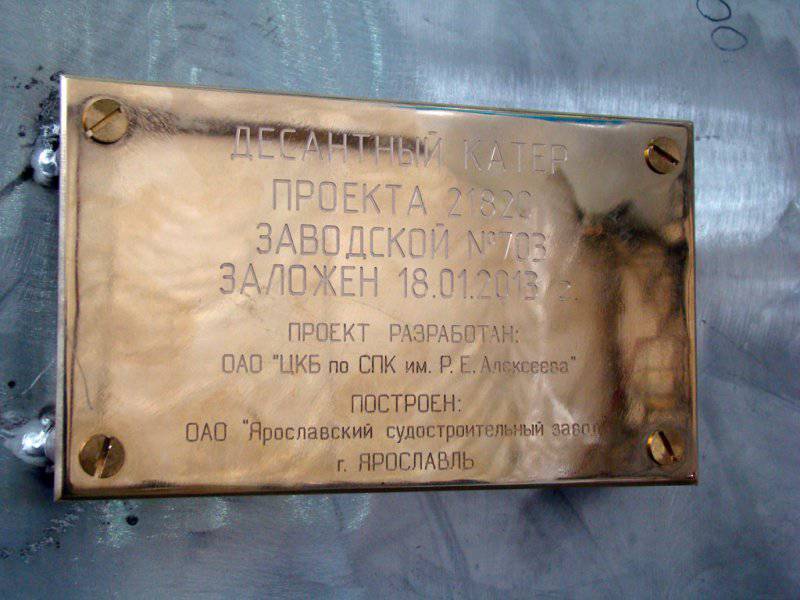 ДЕСАНТНЫЙ КАТЕР
ПРОЕКТА 21820
ЗАВОДСКОЙ №703
ЗАЛОЖЕН 18.01.2013 г.
ПРОЕКТ РАЗРАБОТАН:
ОАО "ЦКБ по СПК им. Р. Е. Алексеева"
ПОСТРОЕН:
ОАО "Ярославский судостроительный завод"
г. ЯРОСЛАВЛЬ